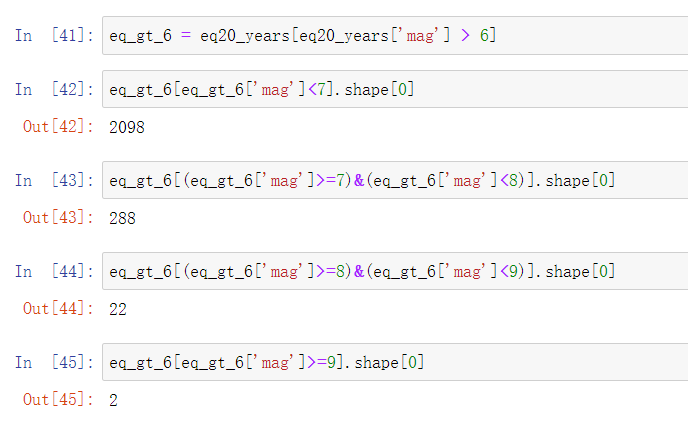 In [41]: eq_gt_6 = eq20_years[eq20_years['mag'] > 6]
In [42]: eq_gt_6[eq_gt_6['mag']<7].shape[0]
Out[42]: 2098
In [43]: eq_gt_6[(eq_gt_6['mag']>=7)&(eq_gt_6['mag']<8)].shape[0]
Out[43]: 288
In [44]: eq_gt_6[(eq_gt_6['mag']>=8)&(eq_gt_6['mag']<9)].shape[0]
Out[44]: 22
In [45]: eq_gt_6[eq_gt_6['mag']>=9].shape[0]
Out[45]: 2